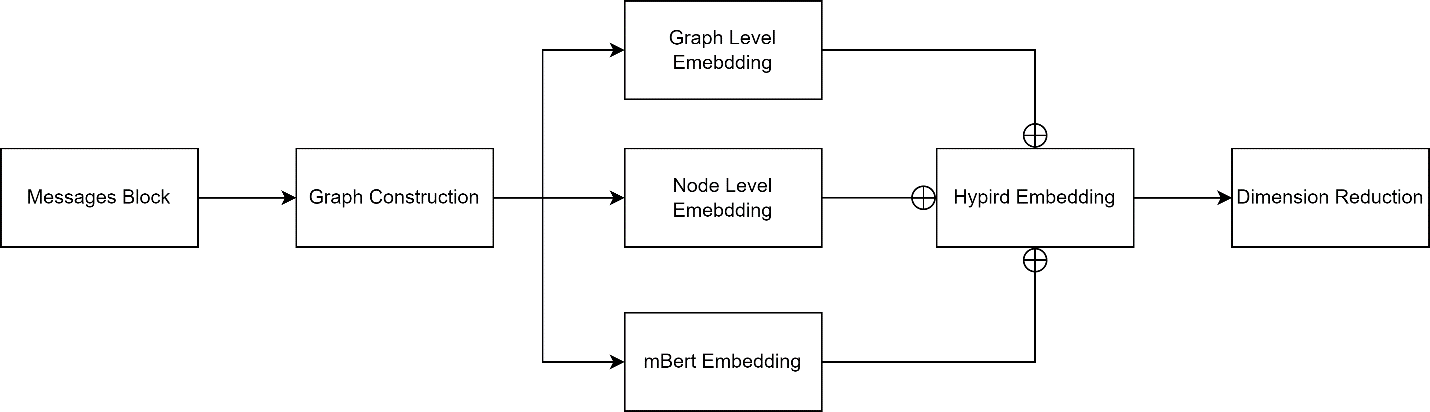 Graph Level
Emebdding
Messages Block
Graph Construction
Node Level
Emebdding
Hypird Embedding
Dimension Reduction
mBert Embedding